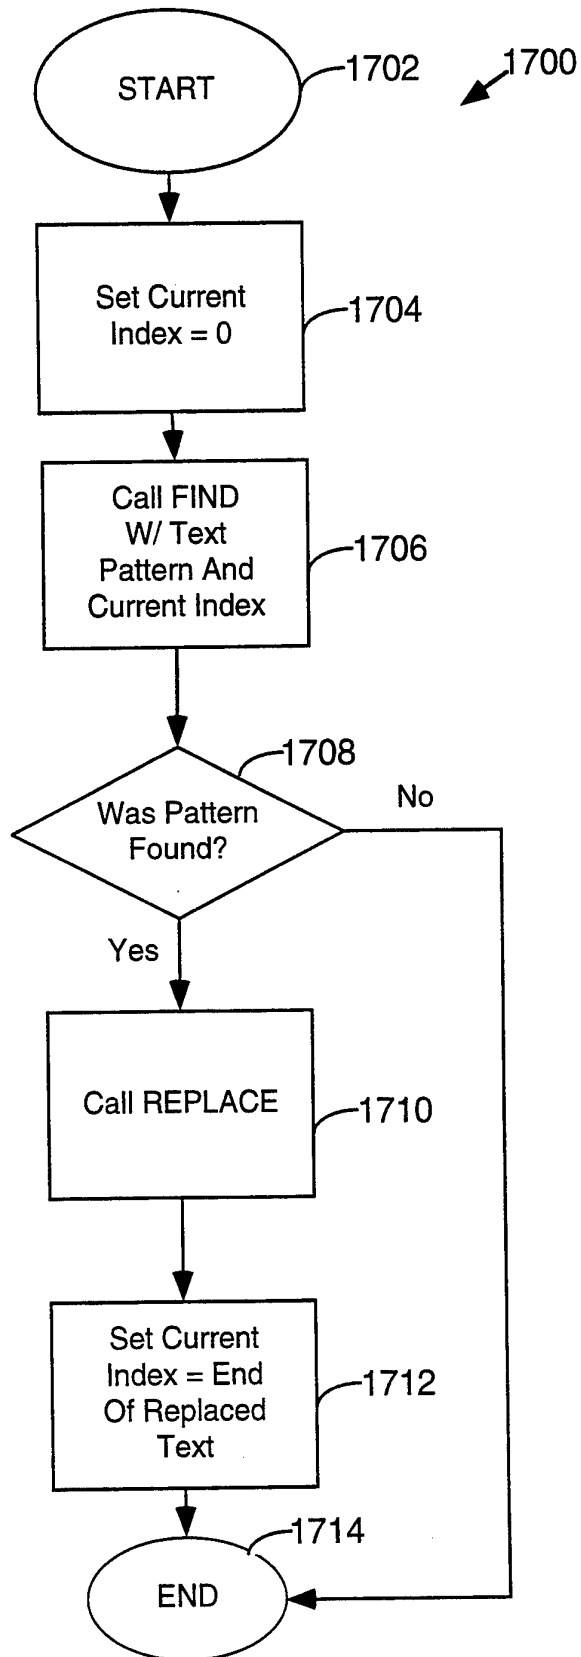 START
1702
1700
Set Current
Index = 0
1704
Call FIND
W/ Text
Pattern And
Current Index
1706
1708
Was Pattern
Found?
No
Yes
Call REPLACE
1710
Set Current
Index = End
Of Replaced
Text
1712
1714
END